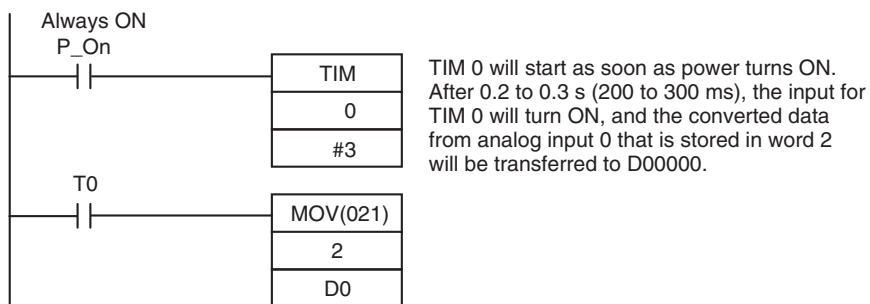 Always ON
P_On
TIM
0
#3
TIM 0 will start as soon as power turns ON.
After 0.2 to 0.3 s (200 to 300 ms), the input for
TIM 0 will turn ON, and the converted data
from analog input 0 that is stored in word 2
will be transferred to D00000.
T0
MOV(021)
2
D0